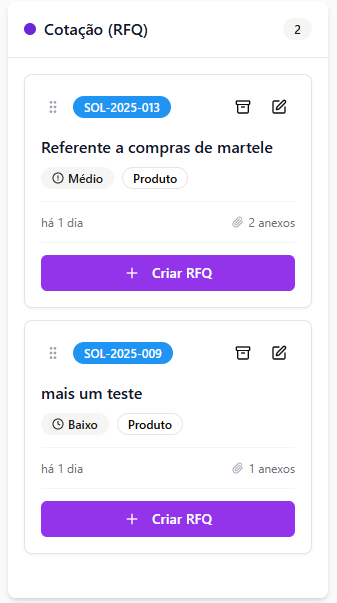 Cotação (RFQ)
2
SOL-2025-013
Referente a compras de martele
Médio
Produto
há 1 dia
2 anexos
Criar RFQ
SOL-2025-009
mais um teste
Baixo
Produto
há 1 dia
1 anexos
Criar RFQ